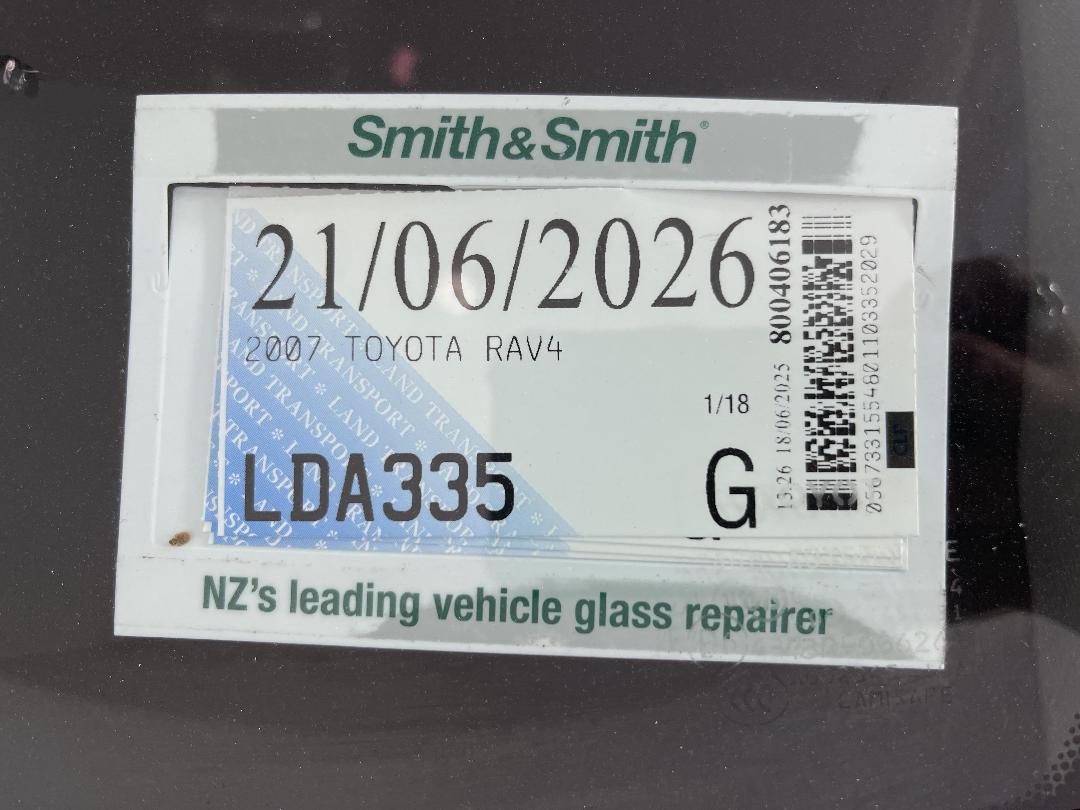 Smith&Smith®
21/06/2026
2007 TOYOTA RAV4
1/18
LDA335
G
13:26 18/06/2025 800406183
0567331554801103352029
NZ's leading vehicle glass repairer